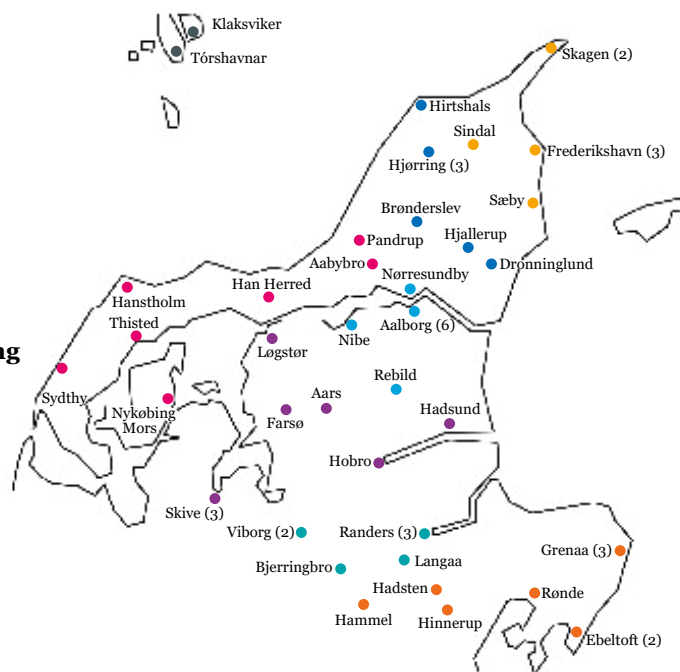 Klaksviker
Tórshavnar
Skagen (2)
Hirtshals
Sindal
Hjørring (3)
Frederikshavn (3)
Sæby
Brønderslev
Pandrup
Hjallerup
Aabybro
Dronninglund
Nørresundby
Han Herred
Hanstholm
Thisted
Aalborg (6)
Nibe
Løgstør
ng
Sydthy
Rebild
Aars
Nykøbing
Mors
Farsø
Hadsund
Hobro
Skive (3)
Viborg (2)
Randers (3)
Grenaa (3)
Langaa
Bjerringbro
Hadsten
Rønde
Hammel
Hinnerup
Ebeltoft (2)